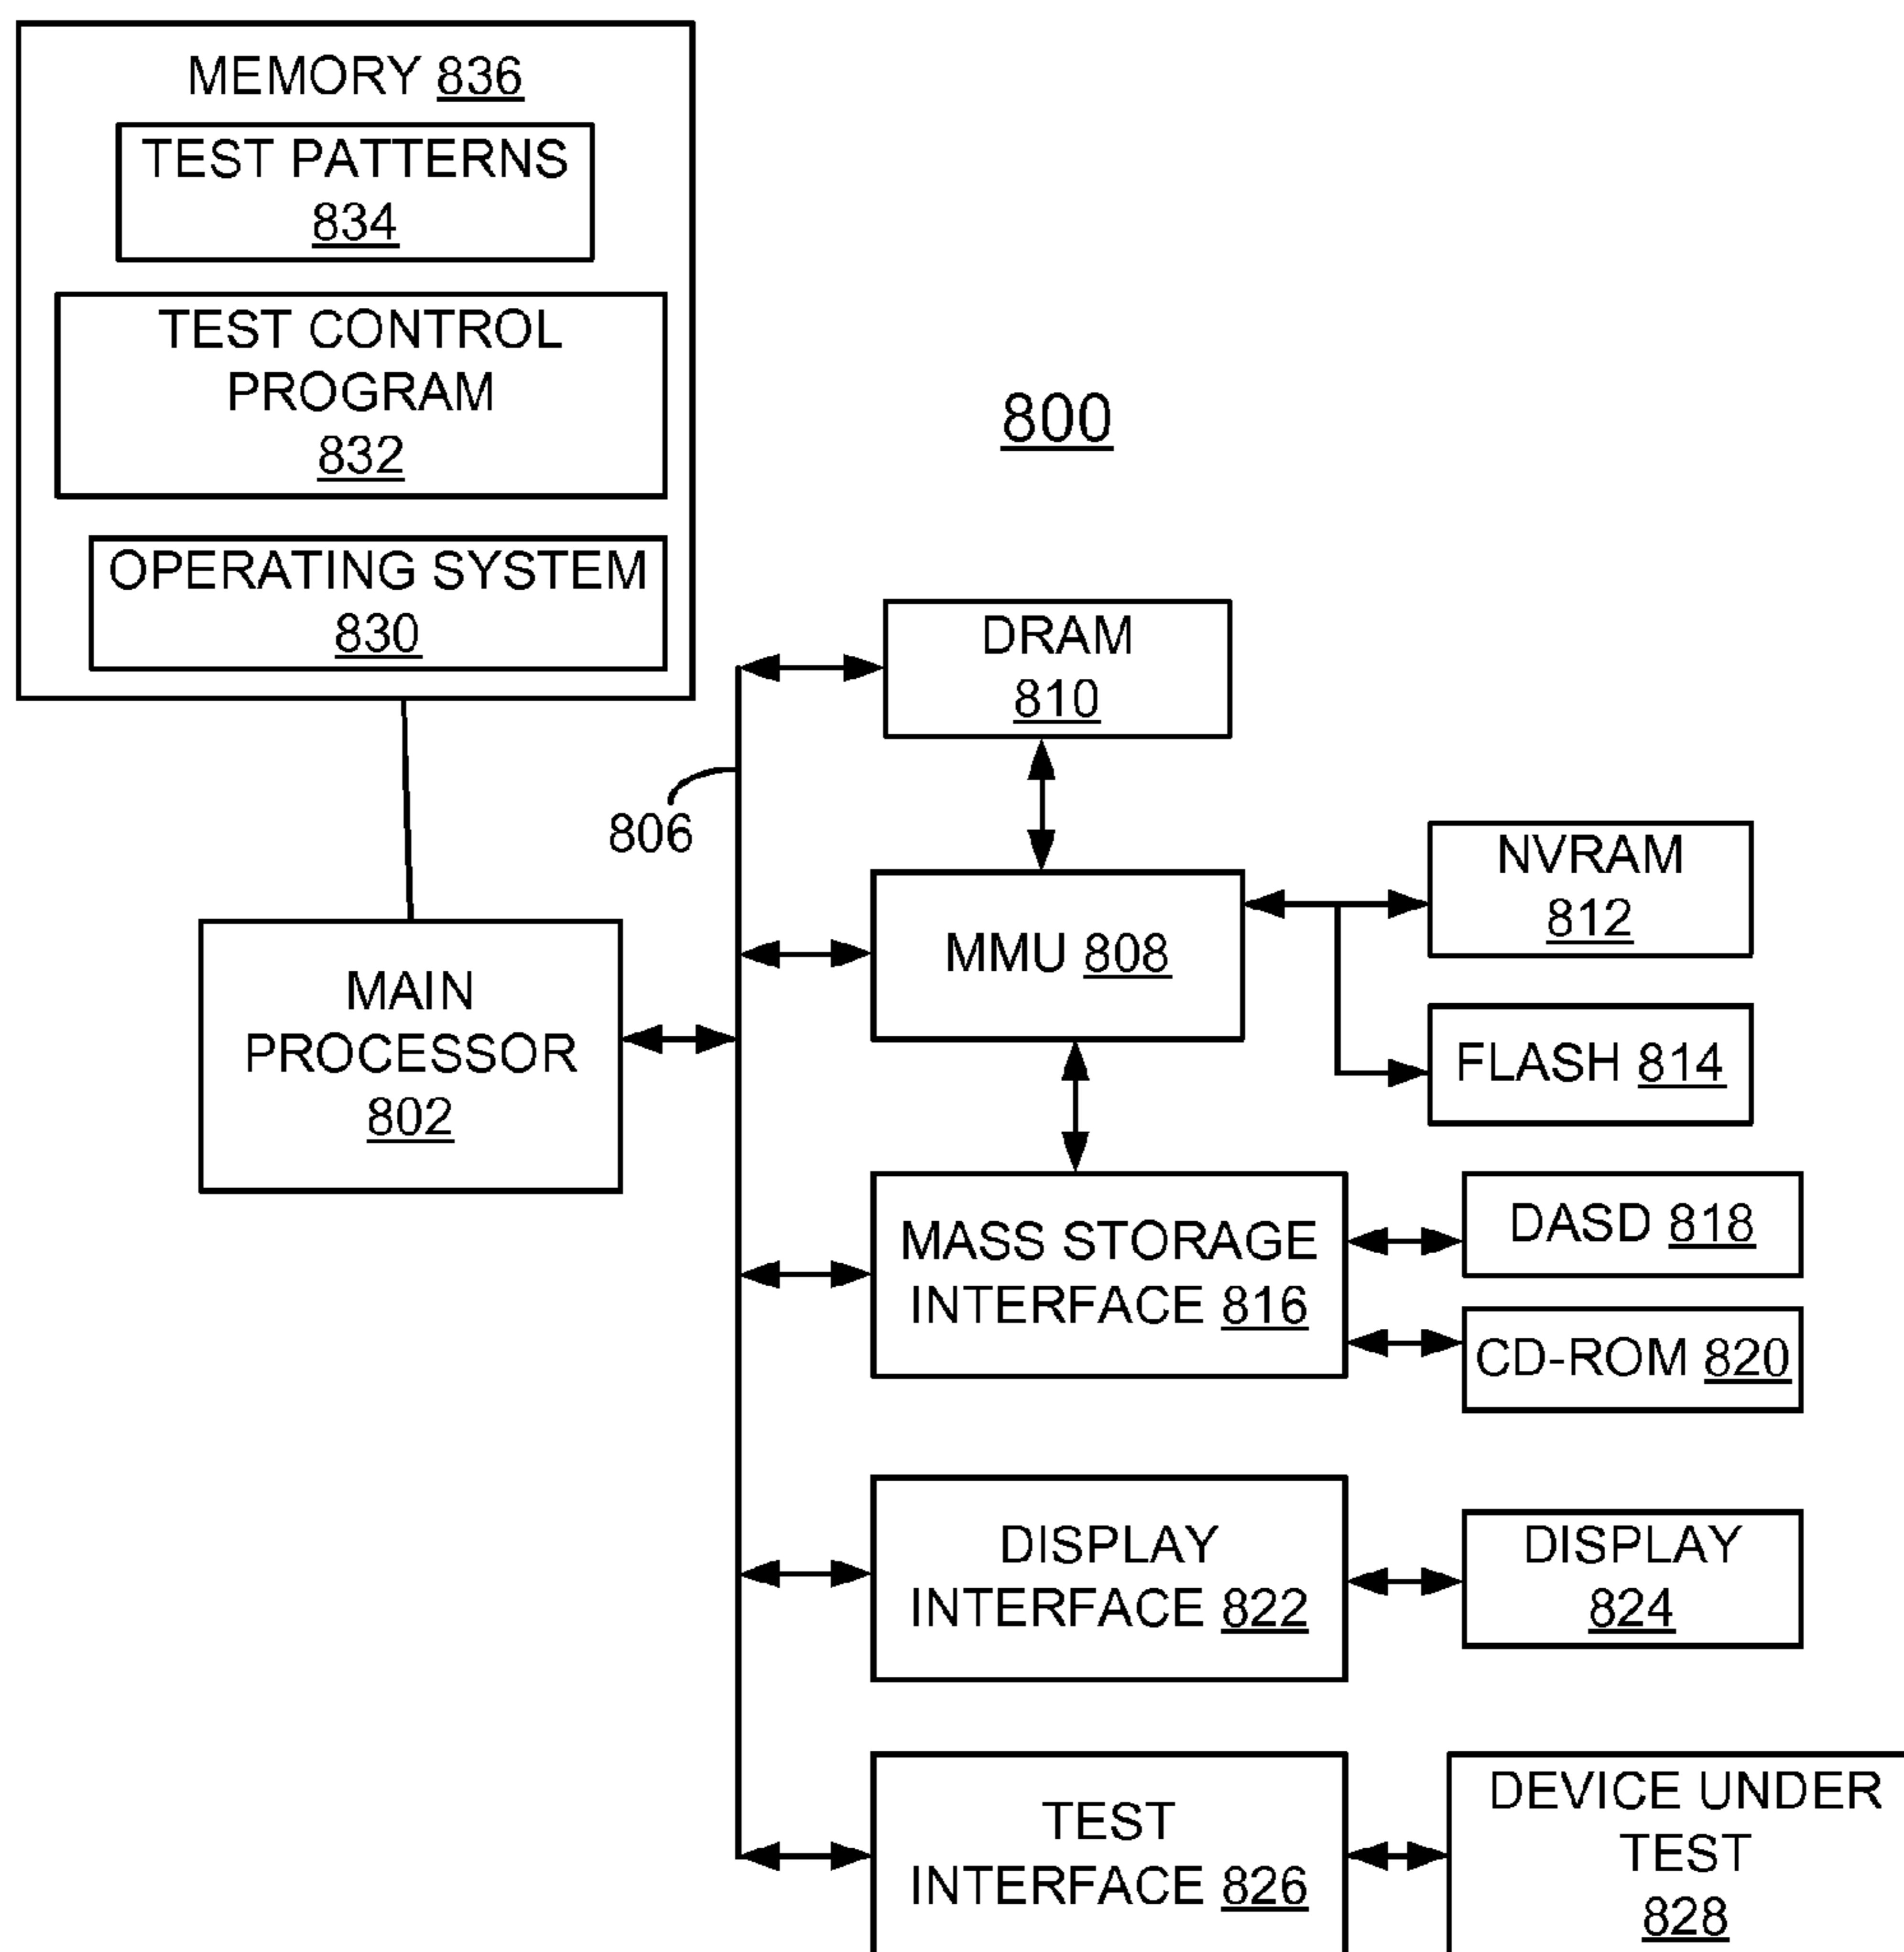 MEMORY 836
TEST PATTERNS
834
TEST CONTROL
PROGRAM
832
OPERATING SYSTEM
830
800
DRAM
810
806
NVRAM
812
MMU 808
MAIN
PROCESSOR
802
FLASH 814
MASS STORAGE
INTERFACE 816
DASD 818
CD-ROM 820
DISPLAY
INTERFACE 822
DISPLAY
824
TEST
INTERFACE 826
DEVICE UNDER
TEST
828